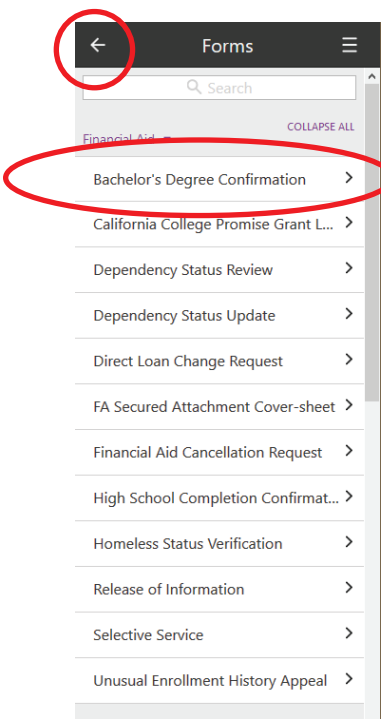 Forms
Search
COLLAPSE ALL
Financial Aid
Bachelor's Degree Confirmation
California College Promise Grant L...
Dependency Status Review
Dependency Status Update
Direct Loan Change Request
FA Secured Attachment Cover-sheet
Financial Aid Cancellation Request
High School Completion Confirmat...
Homeless Status Verification
Release of Information
Selective Service
Unusual Enrollment History Appeal